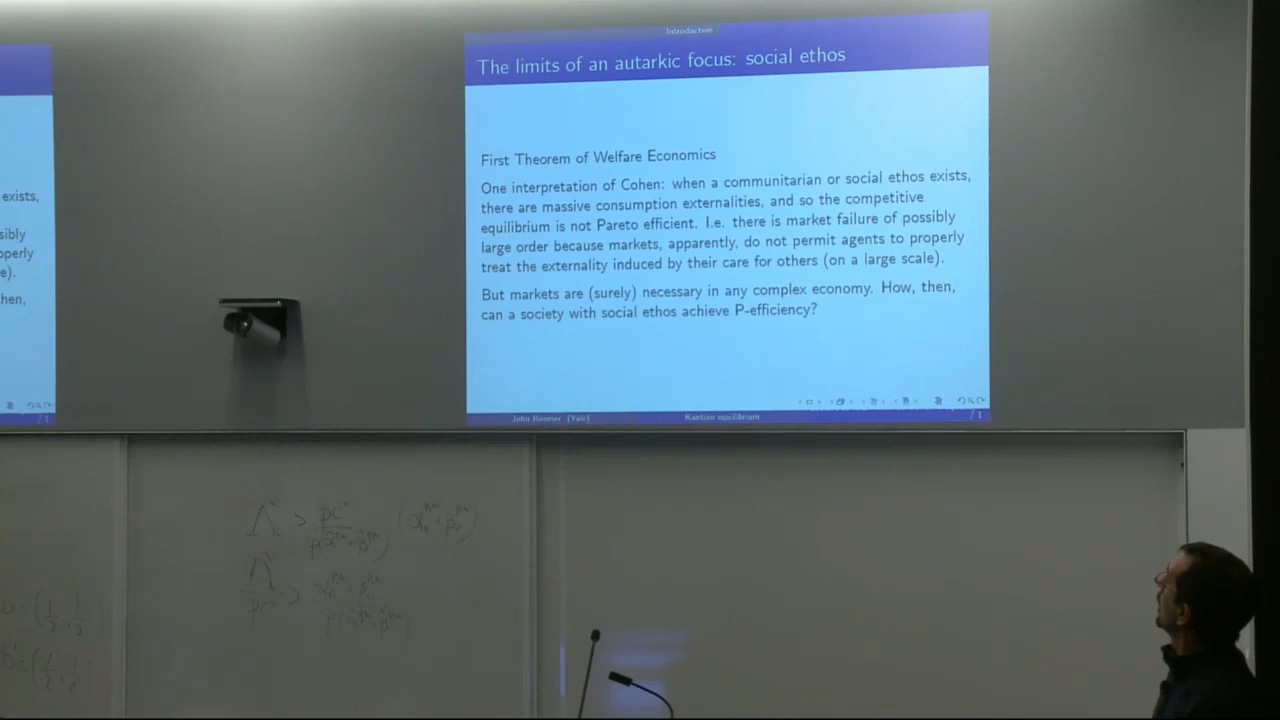 Introduction
The limits of an autarkic focus: social ethos
First Theorem of Welfare Economics
One interpretation of Cohen: when a communitarian or social ethos exists,
there are massive consumption externalities, and so the competitive
equilibrium is not Pareto efficient. I.e. there is market failure of possibly
large order because markets, apparently, do not permit agents to properly
treat the externality induced by their care for others (on a large scale).
But markets are (surely) necessary in any complex economy. How, then,
can a society with social ethos achieve P-efficiency?
John Roemer (Yale) Kantian equilibrium / 1
exists,
sibly
operly
e).
hen,
/ 1